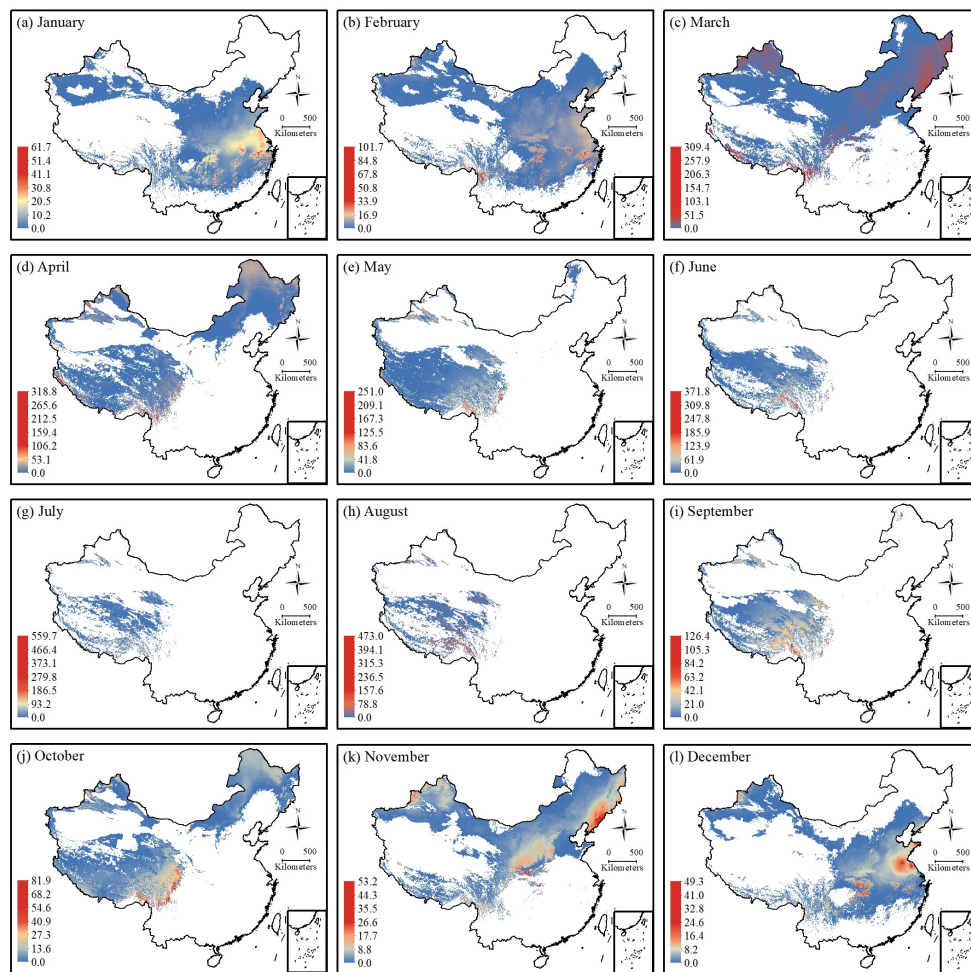 (a) January
N
0 500
Kilometers
61.7
51.4
41.1
30.8
20.5
10.2
0.0
(b) February
N
0 500
Kilometers
101.7
84.8
67.8
50.8
33.9
16.9
0.0
(c) March
N
0 500
Kilometers
309.4
257.9
206.3
154.7
103.1
51.5
0.0
(d) April
N
0 500
Kilometers
318.8
265.6
212.5
159.4
106.2
53.1
0.0
(e) May
N
0 500
Kilometers
251.0
209.1
167.3
125.5
83.6
41.8
0.0
(f) June
N
0 500
Kilometers
371.8
309.8
247.8
185.9
123.9
61.9
0.0
(g) July
N
0 500
Kilometers
559.7
466.4
373.1
279.8
186.5
93.2
0.0
(h) August
N
0 500
Kilometers
473.0
394.1
315.3
236.5
157.6
78.8
0.0
(i) September
N
0 500
Kilometers
126.4
105.3
84.2
63.2
42.1
21.0
0.0
(j) October
N
0 500
Kilometers
81.9
68.2
54.6
40.9
27.3
13.6
0.0
(k) November
N
0 500
Kilometers
53.2
44.3
35.5
26.6
17.7
8.8
0.0
(l) December
N
0 500
Kilometers
49.3
41.0
32.8
24.6
16.4
8.2
0.0